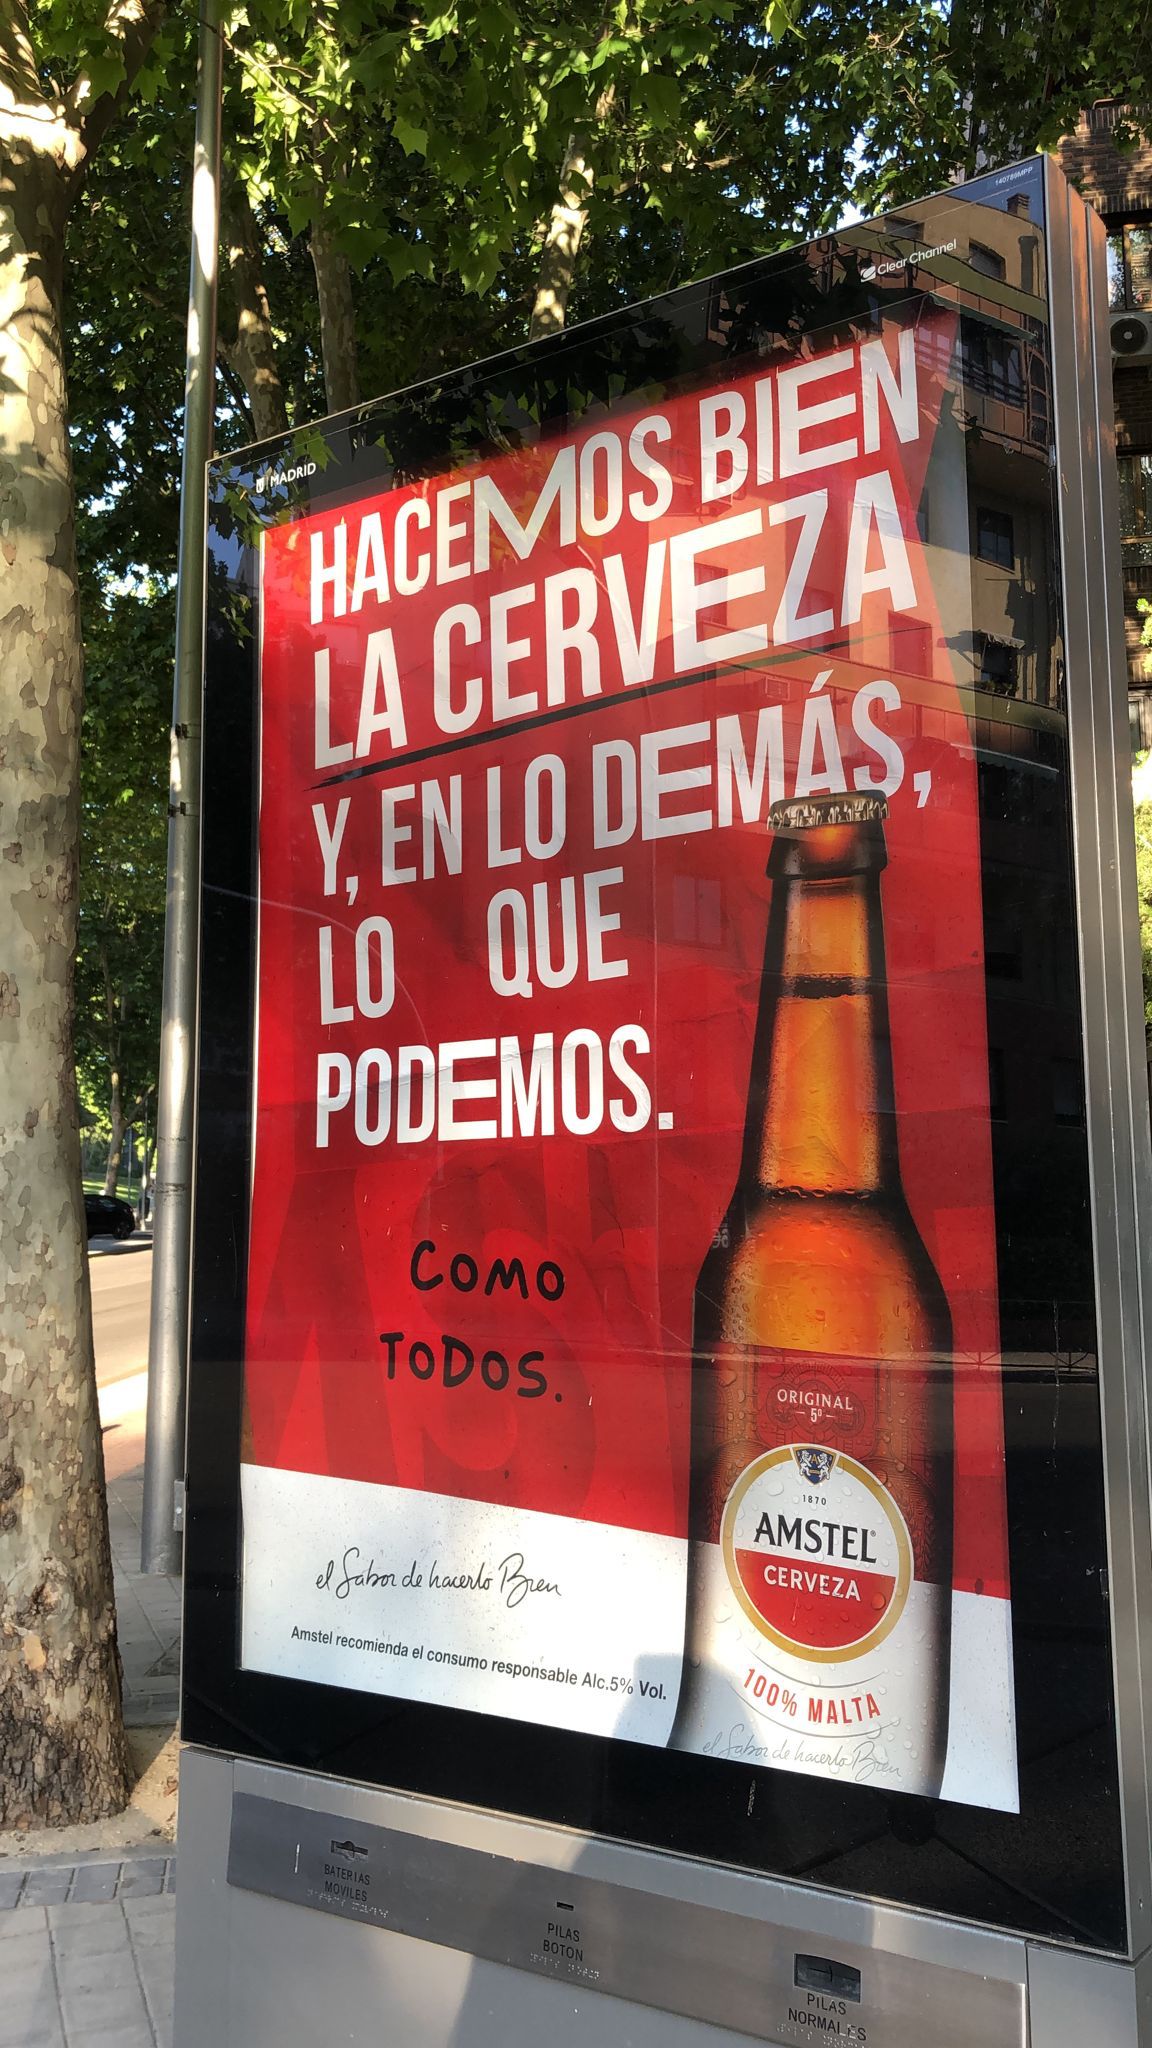 140789MPP
Clear Channel
MADRID
HACEMOS BIEN
LA CERVEZA
Y, EN LO DEMÁS,
LO QUE
PODEMOS.
COMO
TODOS.
ORIGINAL
5º
1870
AMSTEL®
CERVEZA
100% MALTA
el Sabor de hacerlo Bien
el Sabor de hacerlo Bien
Amstel recomienda el consumo responsable Alc.5% Vol.
BATERIAS
MOVILES
PILAS
BOTON
PILAS
NORMALES